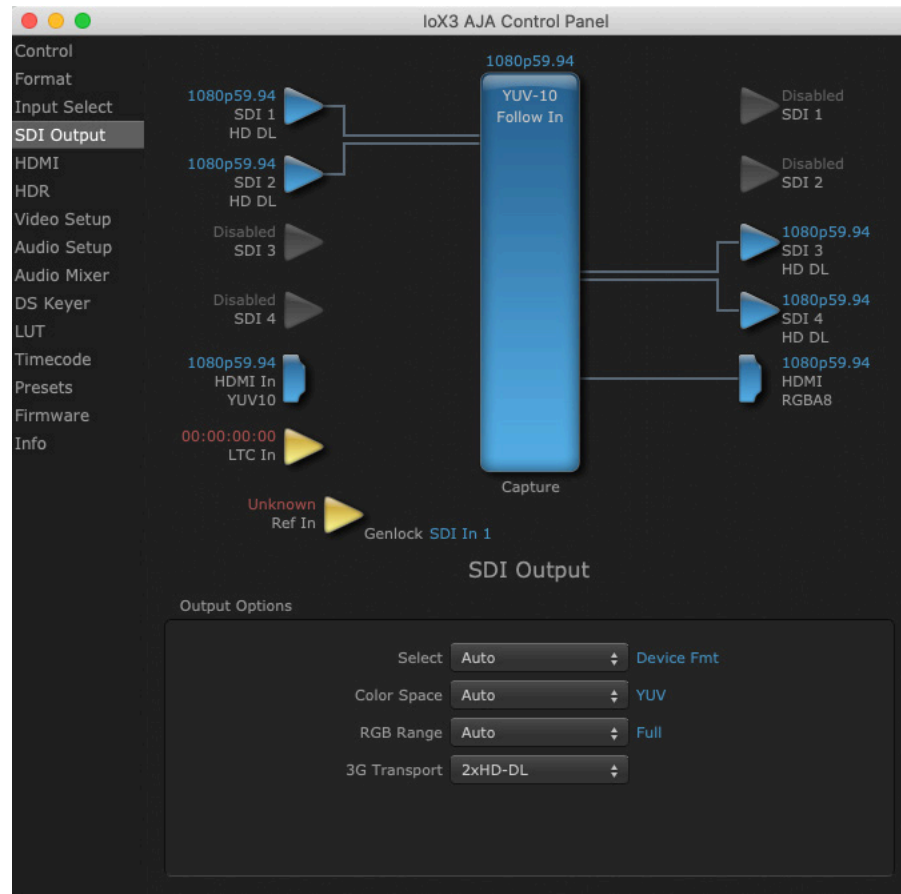 IoX3 AJA Control Panel
Control
Format
Input Select
SDI Output
HDMI
HDR
Video Setup
Audio Setup
Audio Mixer
DS Keyer
LUT
Timecode
Presets
Firmware
Info
1080p59.94
SDI 1
HD DL
1080p59.94
SDI 2
HD DL
Disabled
SDI 3
Disabled
SDI 4
1080p59.94
HDMI In
YUV10
00:00:00:00
LTC In
Unknown
Ref In
Genlock SDI In 1
1080p59.94
YUV-10
Follow In
Capture
Disabled
SDI 1
Disabled
SDI 2
1080p59.94
SDI 3
HD DL
1080p59.94
SDI 4
HD DL
1080p59.94
HDMI
RGBA8
SDI Output
Output Options
Select Auto Device Fmt
Color Space Auto YUV
RGB Range Auto Full
3G Transport 2xHD-DL